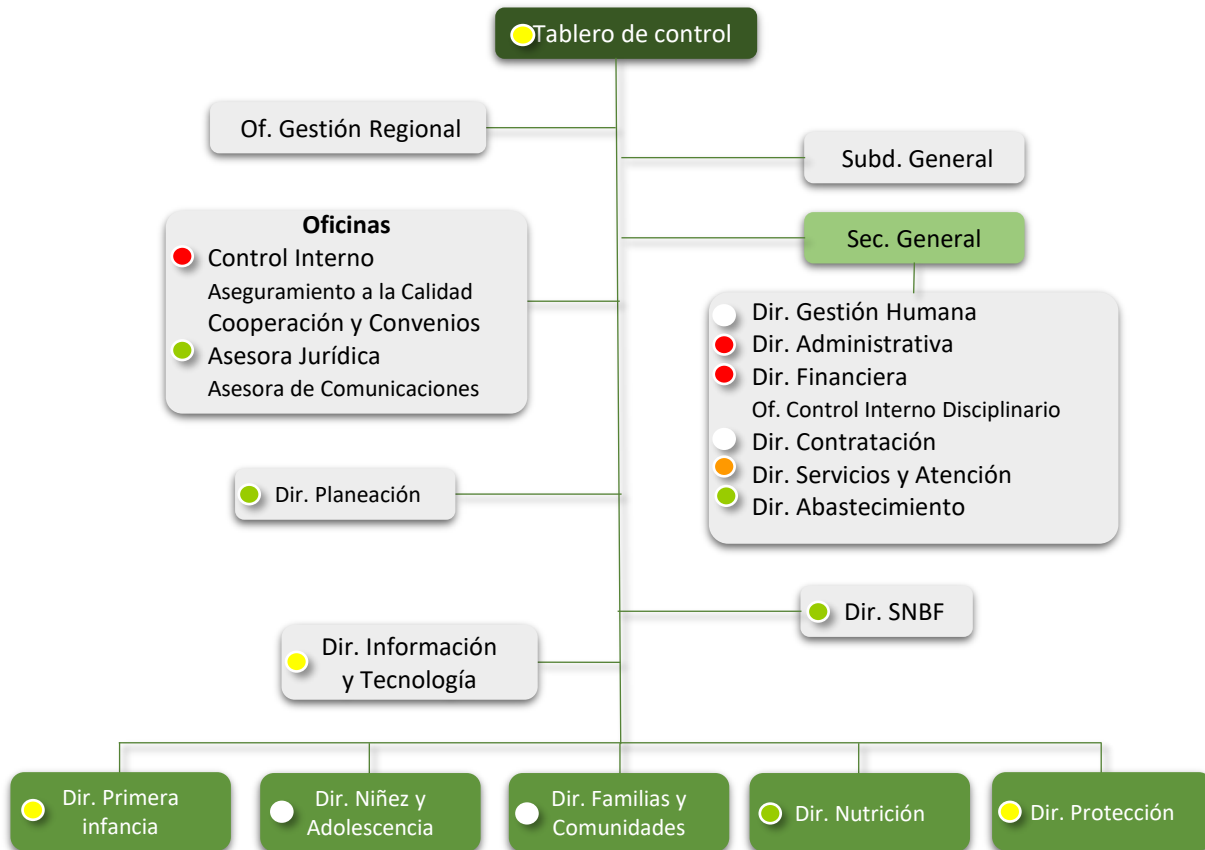 Tablero de control
Of. Gestión Regional
Subd. General
Oficinas
Control Interno
Aseguramiento a la Calidad
Cooperación y Convenios
Asesora Jurídica
Asesora de Comunicaciones
Sec. General
Dir. Gestión Humana
Dir. Administrativa
Dir. Financiera
Of. Control Interno Disciplinario
Dir. Contratación
Dir. Servicios y Atención
Dir. Abastecimiento
Dir. Planeación
Dir. SNBF
Dir. Información
y Tecnología
Dir. Primera
infancia
Dir. Niñez y
Adolescencia
Dir. Familias y
Comunidades
Dir. Nutrición
Dir. Protección